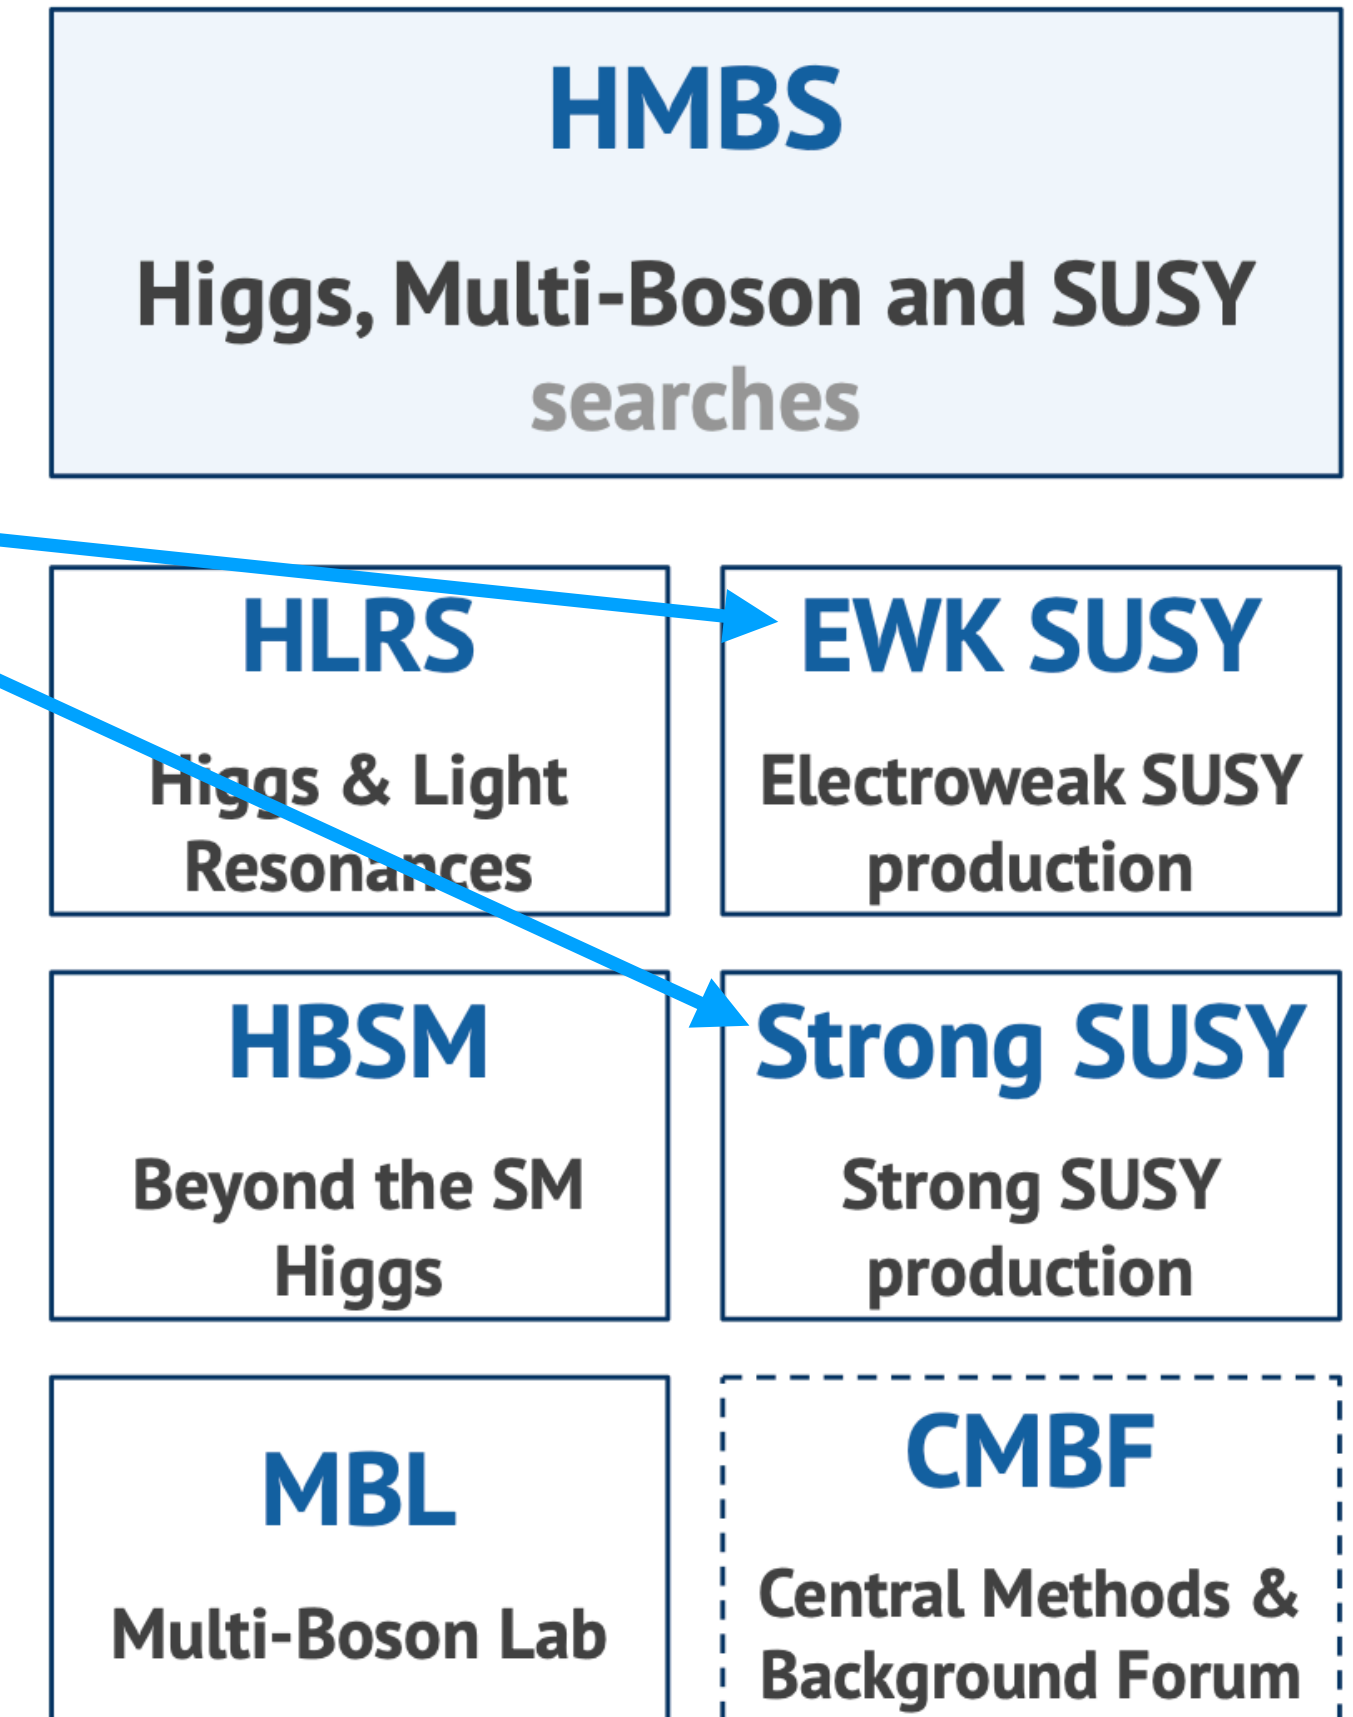 HMBS
Higgs, Multi-Boson and SUSY
searches
HLRS
Higgs & Light
Resonances
EWK SUSY
Electroweak SUSY
production
HBSM
Beyond the SM
Higgs
Strong SUSY
Strong SUSY
production
MBL
Multi-Boson Lab
CMBF
Central Methods &
Background Forum